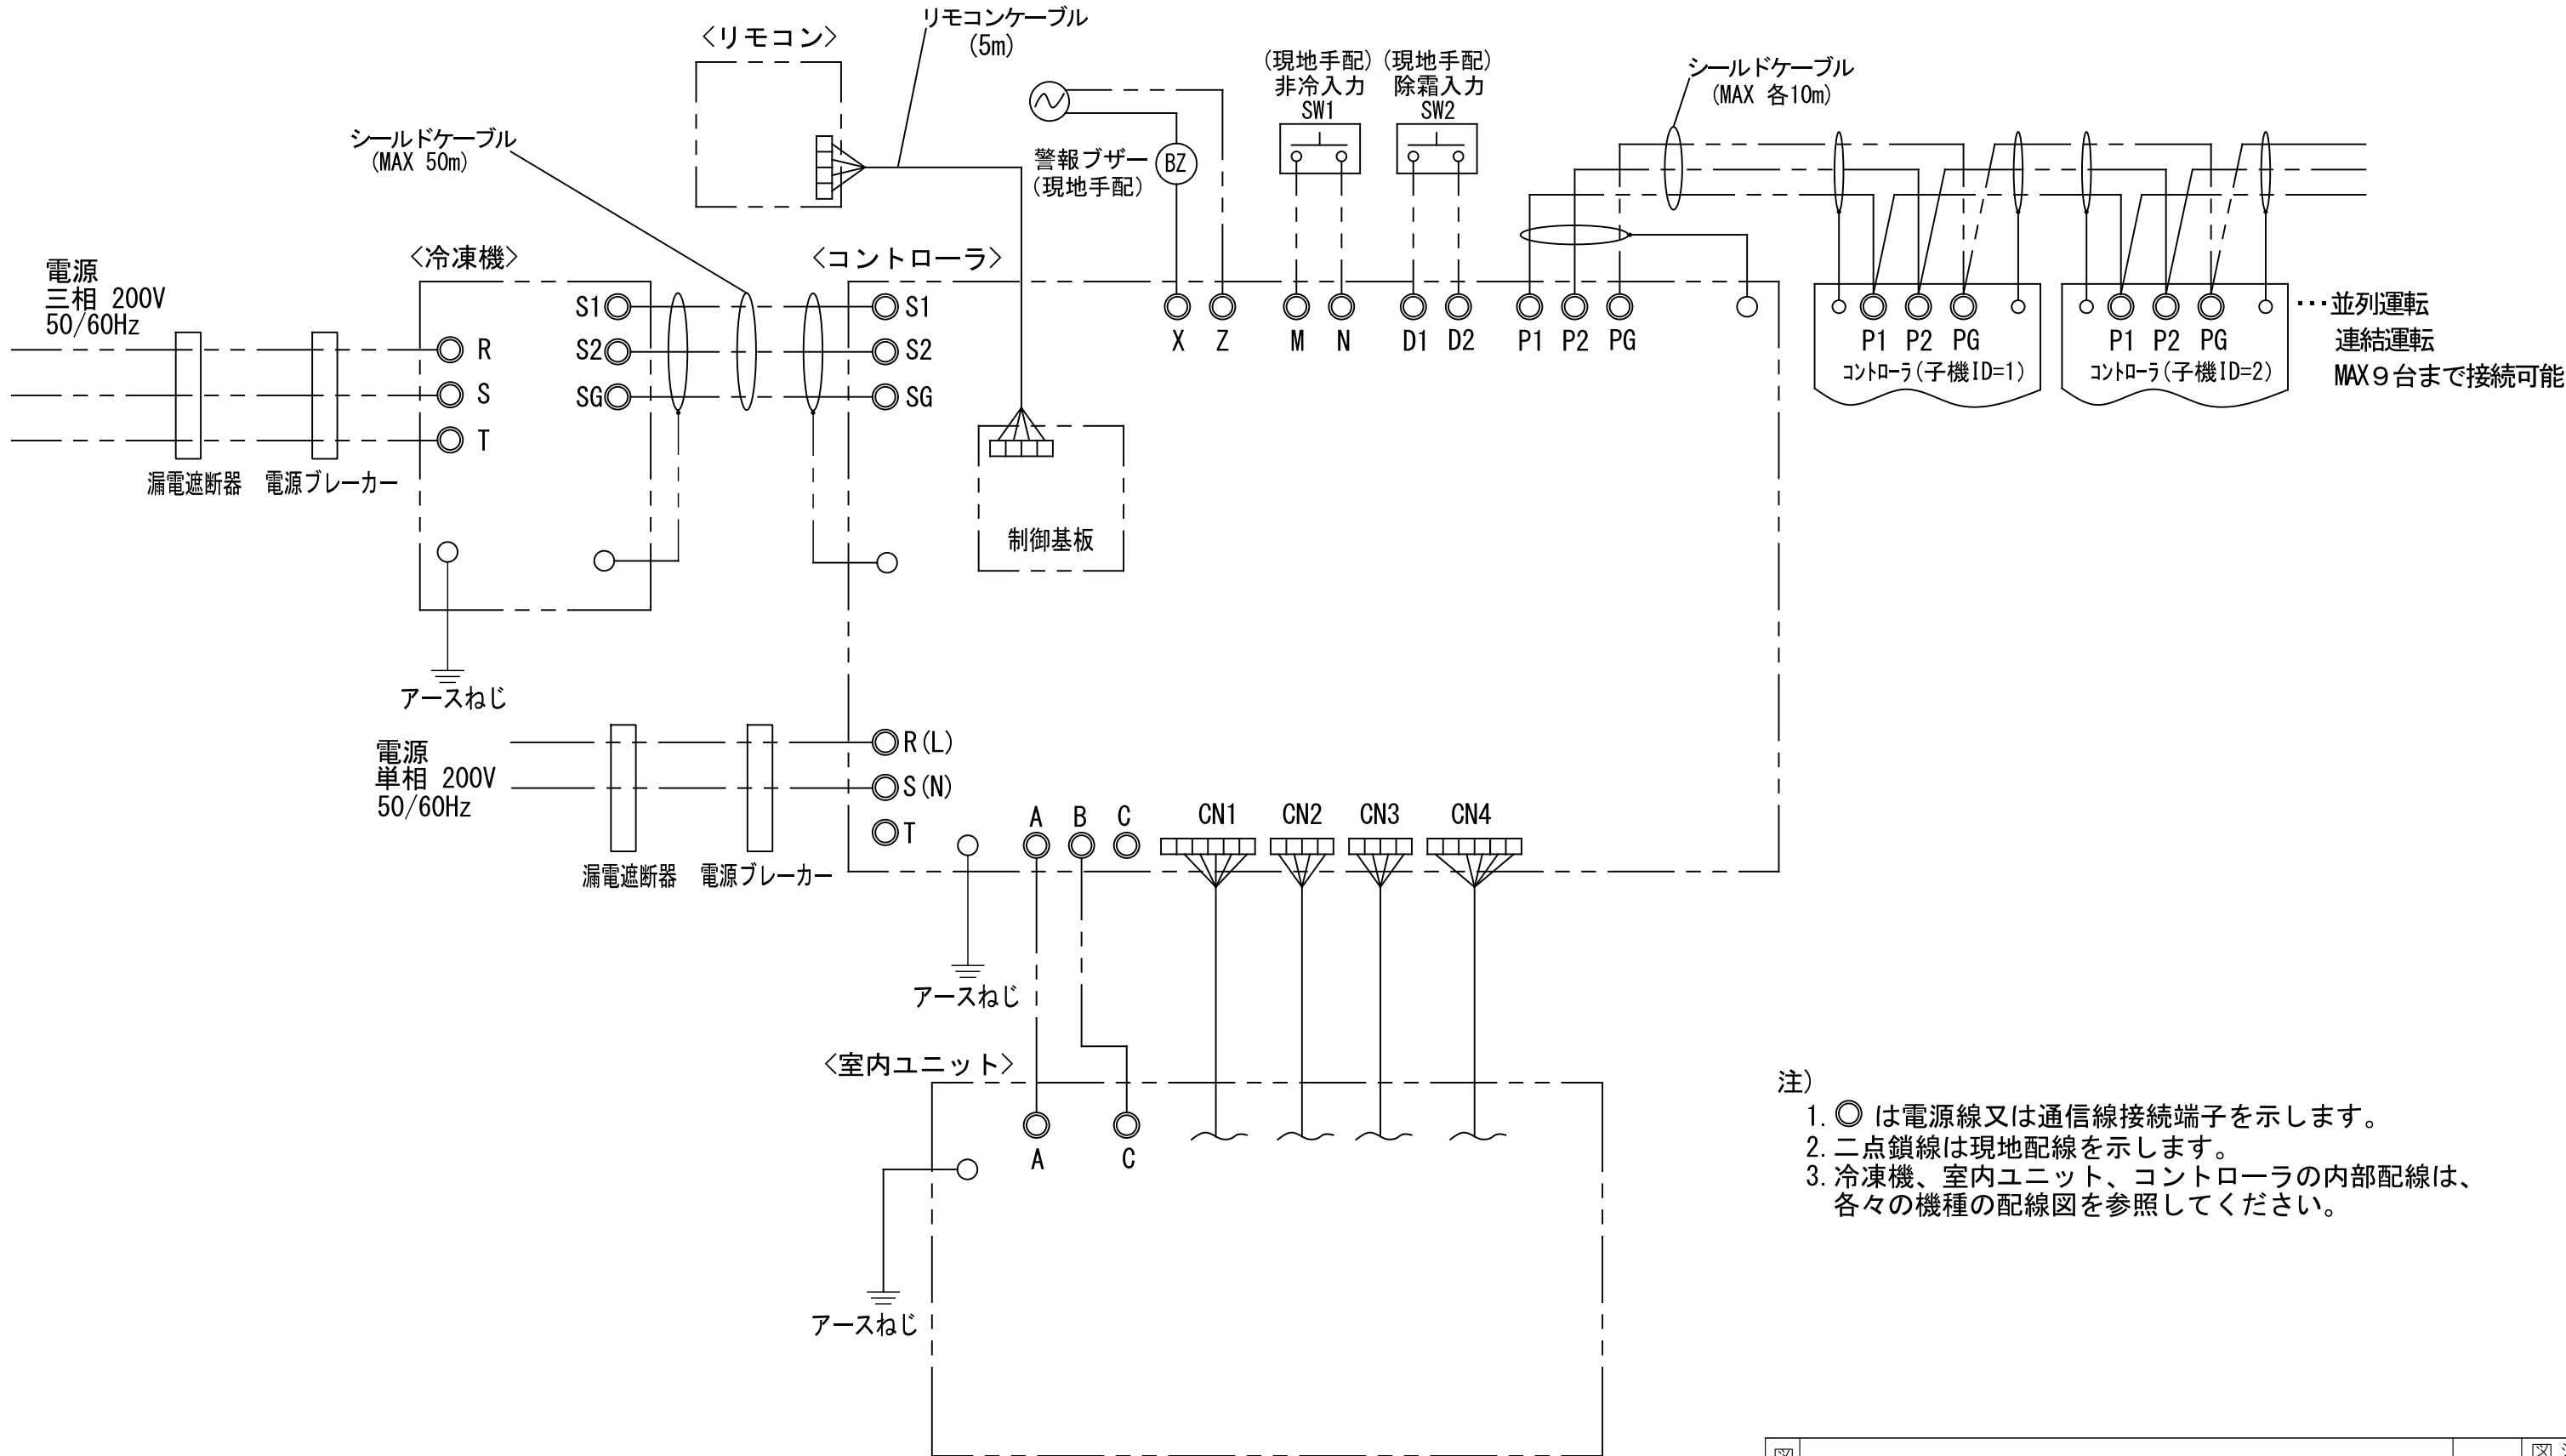 〈リモコン〉
リモコンケーブル
(5m)
シールドケーブル
(MAX 50m)
警報ブザー
(現地手配)
BZ
(現地手配)
非冷入力
SW1
(現地手配)
除霜入力
SW2
シールドケーブル
(MAX 各10m)
電源
三相 200V
50/60Hz
漏電遮断器
電源ブレーカー
〈冷凍機〉
R
S
T
S1
S2
SG
アースねじ
〈コントローラ〉
S1
S2
SG
X
Z
M
N
D1
D2
P1
P2
PG
制御基板
P1
P2
PG
コントローラ(子機ID=1)
P1
P2
PG
コントローラ(子機ID=2)
･･･並列運転
連結運転
MAX９台まで接続可能
電源
単相 200V
50/60Hz
漏電遮断器
電源ブレーカー
R(L)
S(N)
T
アースねじ
A
B
C
CN1
CN2
CN3
CN4
〈室内ユニット〉
A
C
アースねじ
注)
1. ◎ は電源線又は通信線接続端子を示します。
2. 二点鎖線は現地配線を示します。
3. 冷凍機、室内ユニット、コントローラの内部配線は、
各々の機種の配線図を参照してください。